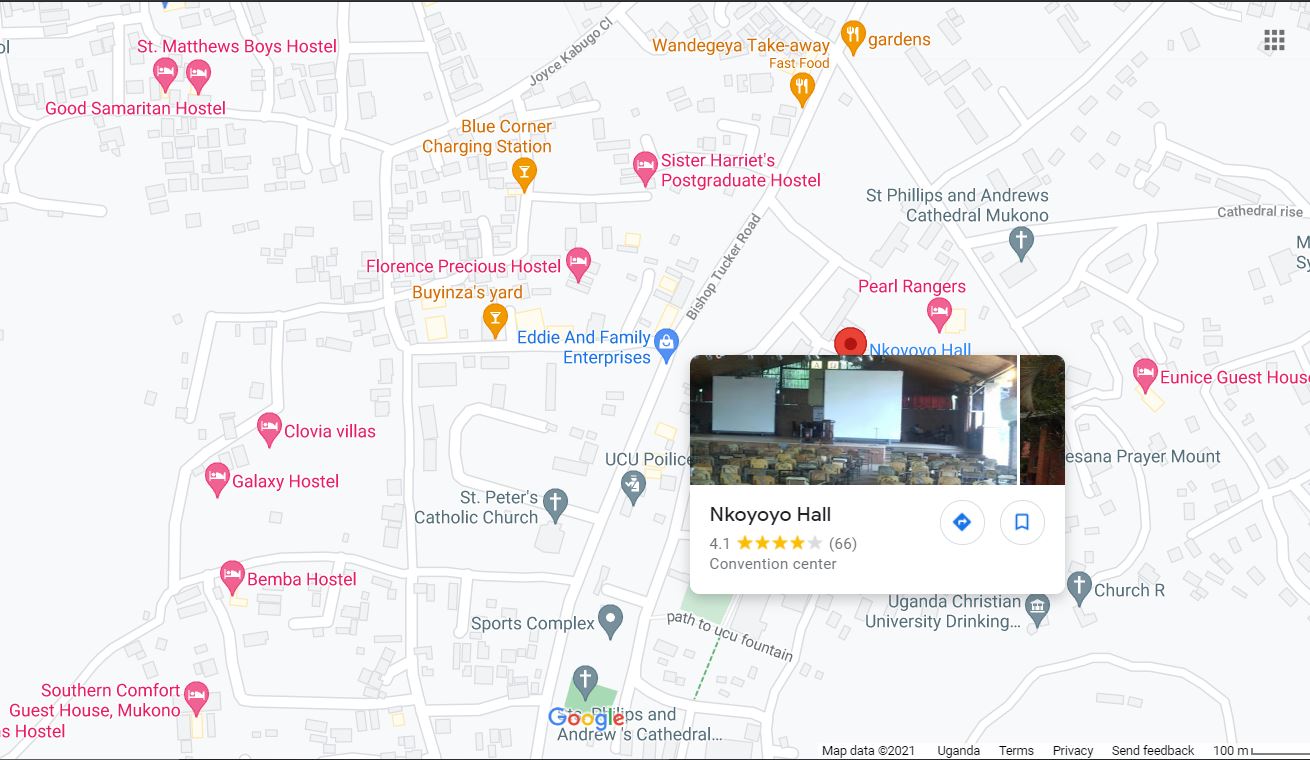 St. Matthews Boys Hostel
Good Samaritan Hostel
Joyce Kabugo Cl
Wandegeya Take-away
Fast Food
gardens
Blue Corner
Charging Station
Sister Harriet's
Postgraduate Hostel
St Phillips and Andrews
Cathedral Mukono
Cathedral rise
Bishop Tucker Road
Florence Precious Hostel
Buyinza's yard
Pearl Rangers
Eddie And Family
Enterprises
Nkoyoyo Hall
Eunice Guest House
Clovia villas
UCU Poilice
esana Prayer Mount
Galaxy Hostel
St. Peter's
Catholic Church
Nkoyoyo Hall
4.1 (66)
Convention center
Bemba Hostel
Church R
Uganda Christian
University Drinking...
Sports Complex
path to ucu fountain
Southern Comfort
Guest House, Mukono
s Hostel
Google
Philips and
Andrew 's Cathedral...
Map data ©2021 Uganda Terms Privacy Send feedback 100 m